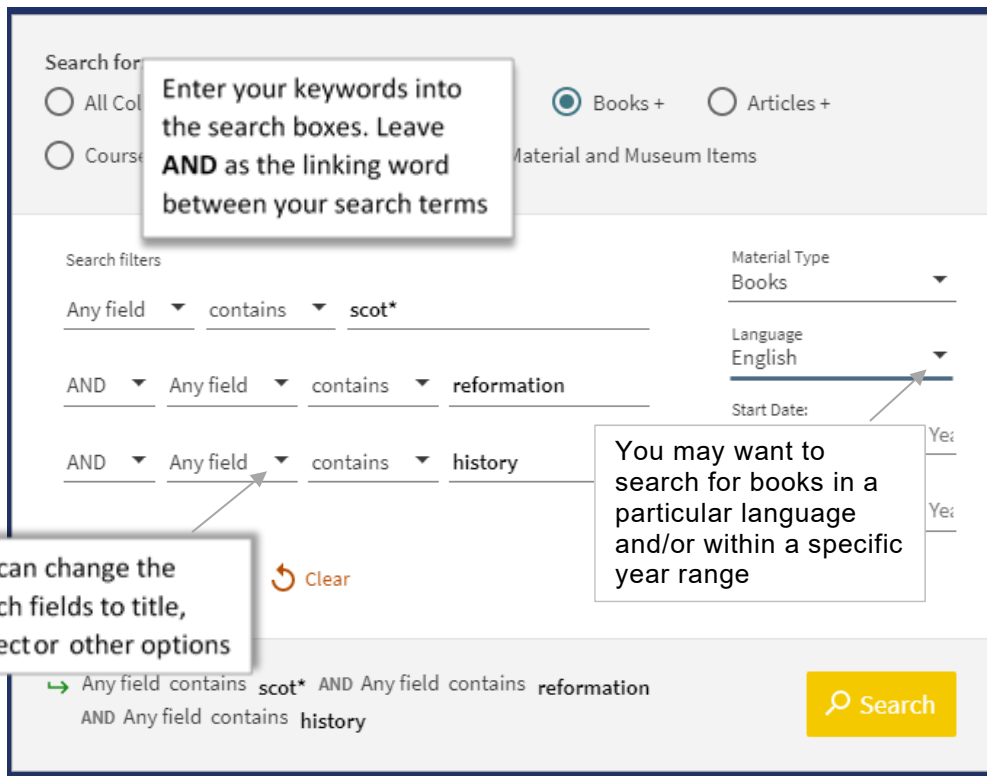 Search for
All Col
Books +
Articles +
Course
Material and Museum Items
Enter your keywords into
the search boxes. Leave
AND as the linking word
between your search terms
Search filters
Any field contains scot*
AND Any field contains reformation
AND Any field contains history
Material Type
Books
Language
English
Start Date:
Yea
Yea
You may want to
search for books in a
particular language
and/or within a specific
year range
can change the
ch fields to title,
ect or other options
Clear
Any field contains scot* AND Any field contains reformation
AND Any field contains history
Search